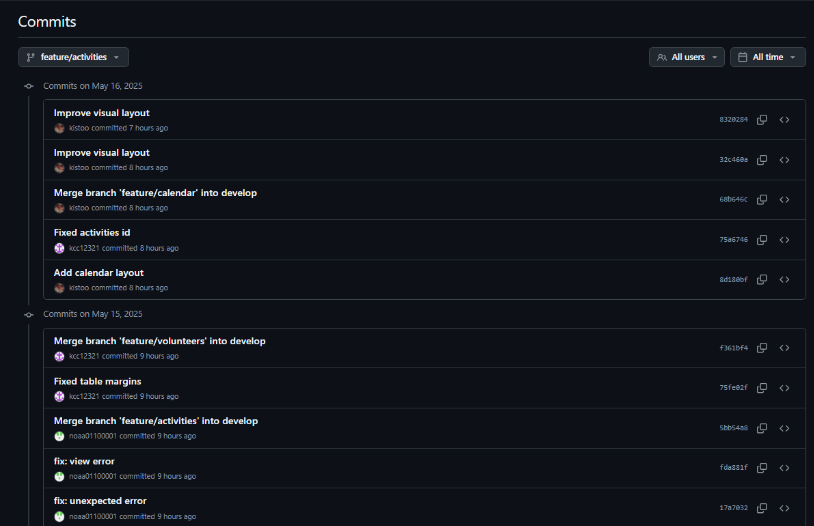 Commits
feature/activities
All users
All time
Commits on May 16, 2025
Improve visual layout
kistoo committed 7 hours ago
8320284
Improve visual layout
kistoo committed 8 hours ago
32c460a
Merge branch 'feature/calendar' into develop
kistoo committed 8 hours ago
68b646c
Fixed activities id
kcc12321 committed 8 hours ago
75a6746
Add calendar layout
kistoo committed 8 hours ago
8d180bf
Commits on May 15, 2025
Merge branch 'feature/volunteers' into develop
kcc12321 committed 9 hours ago
f361bf4
Fixed table margins
kcc12321 committed 9 hours ago
75fe02f
Merge branch 'feature/activities' into develop
noaa01100001 committed 9 hours ago
5bb54a8
fix: view error
noaa01100001 committed 9 hours ago
fda881f
fix: unexpected error
noaa01100001 committed 9 hours ago
17a7032